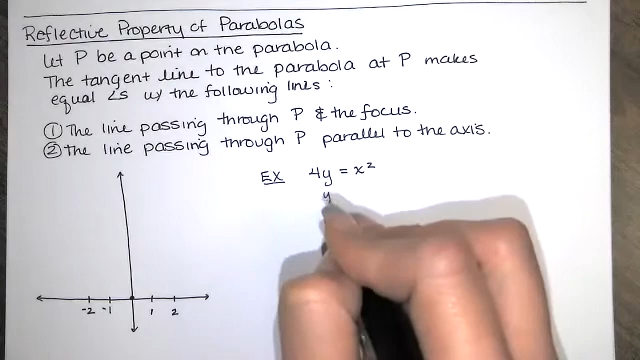 Reflective Property of Parabolas
Let P be a point on the parabola.
The tangent line to the parabola at P makes
equal ∠s w/ the following lines:
① The line passing through P & the focus.
② The line passing through P parallel to the axis.
EX 4y = x²
y
-2 -1 1 2